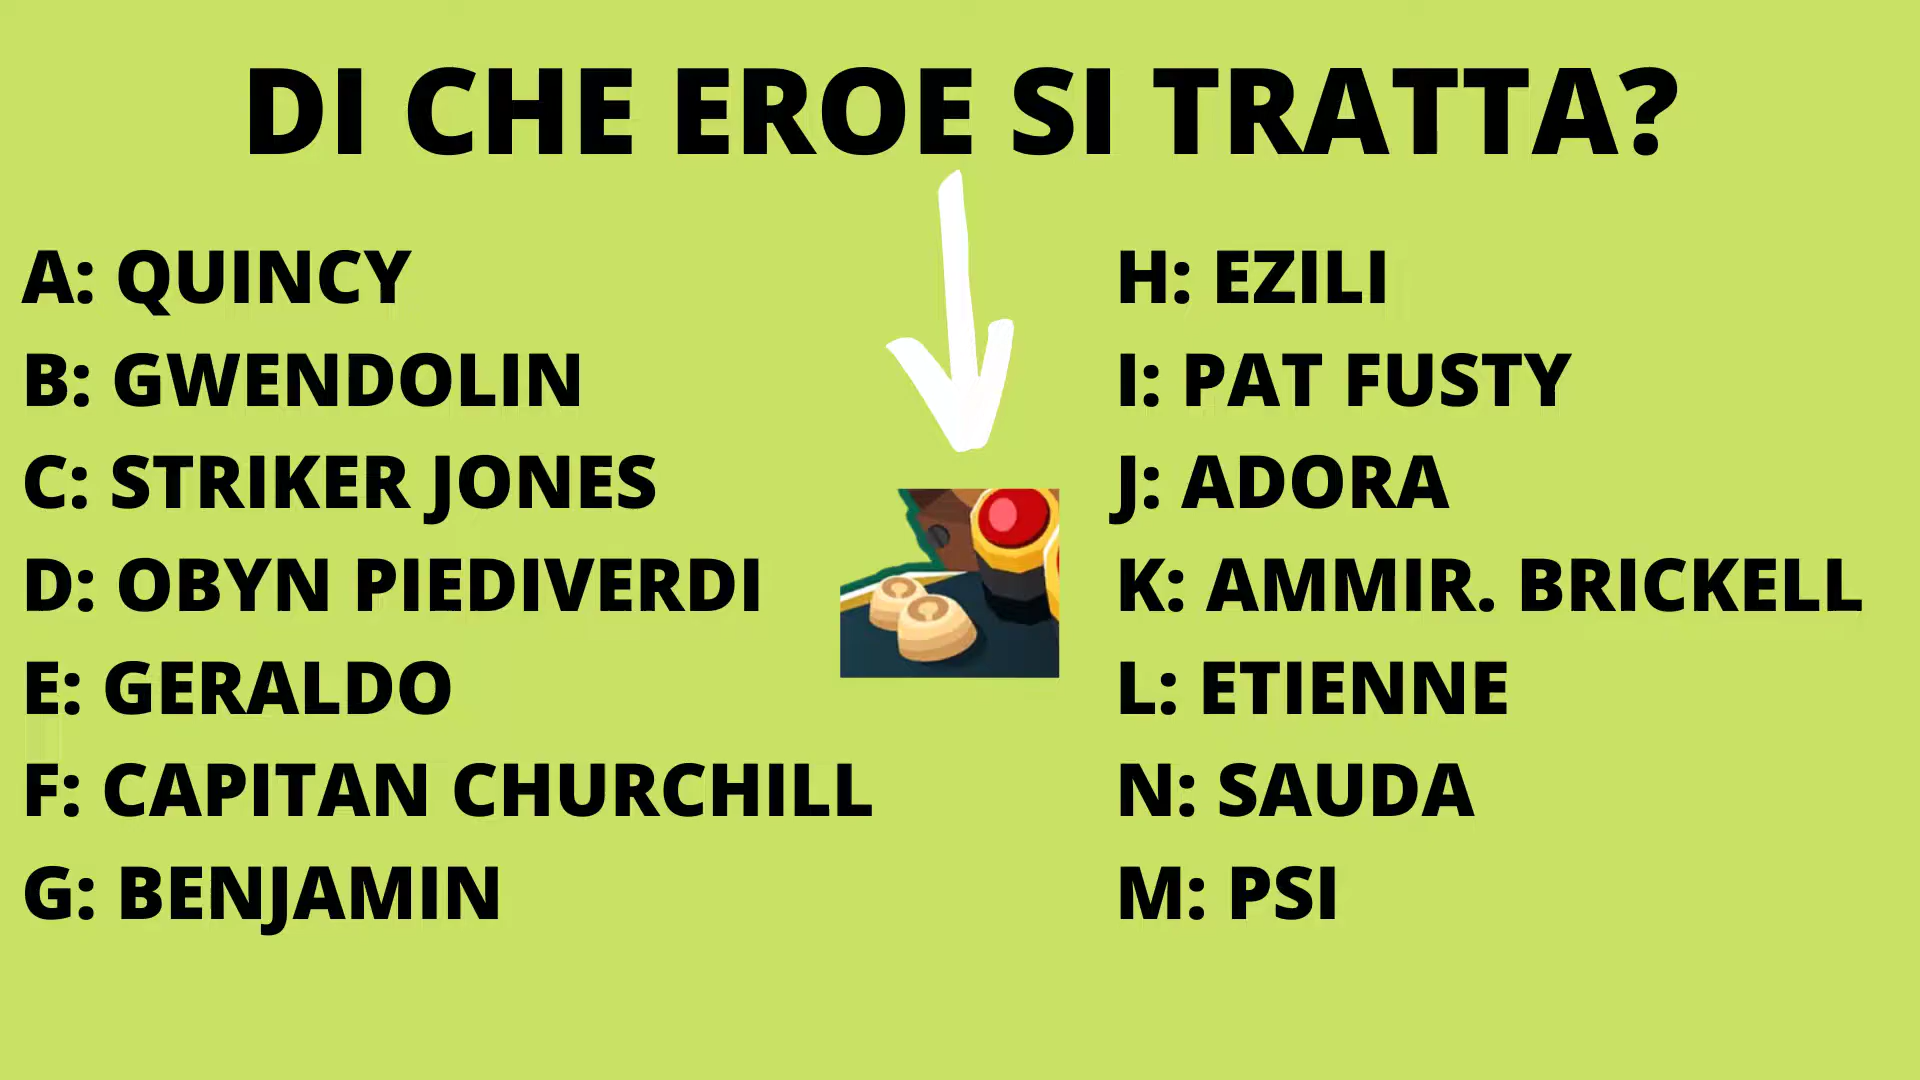 DI CHE EROE SI TRATTA?
A: QUINCY
B: GWENDOLIN
C: STRIKER JONES
D: OBYN PIEDIVERDI
E: GERALDO
F: CAPITAN CHURCHILL
G: BENJAMIN
H: EZILI
I: PAT FUSTY
J: ADORA
K: AMMIR. BRICKELL
L: ETIENNE
N: SAUDA
M: PSI